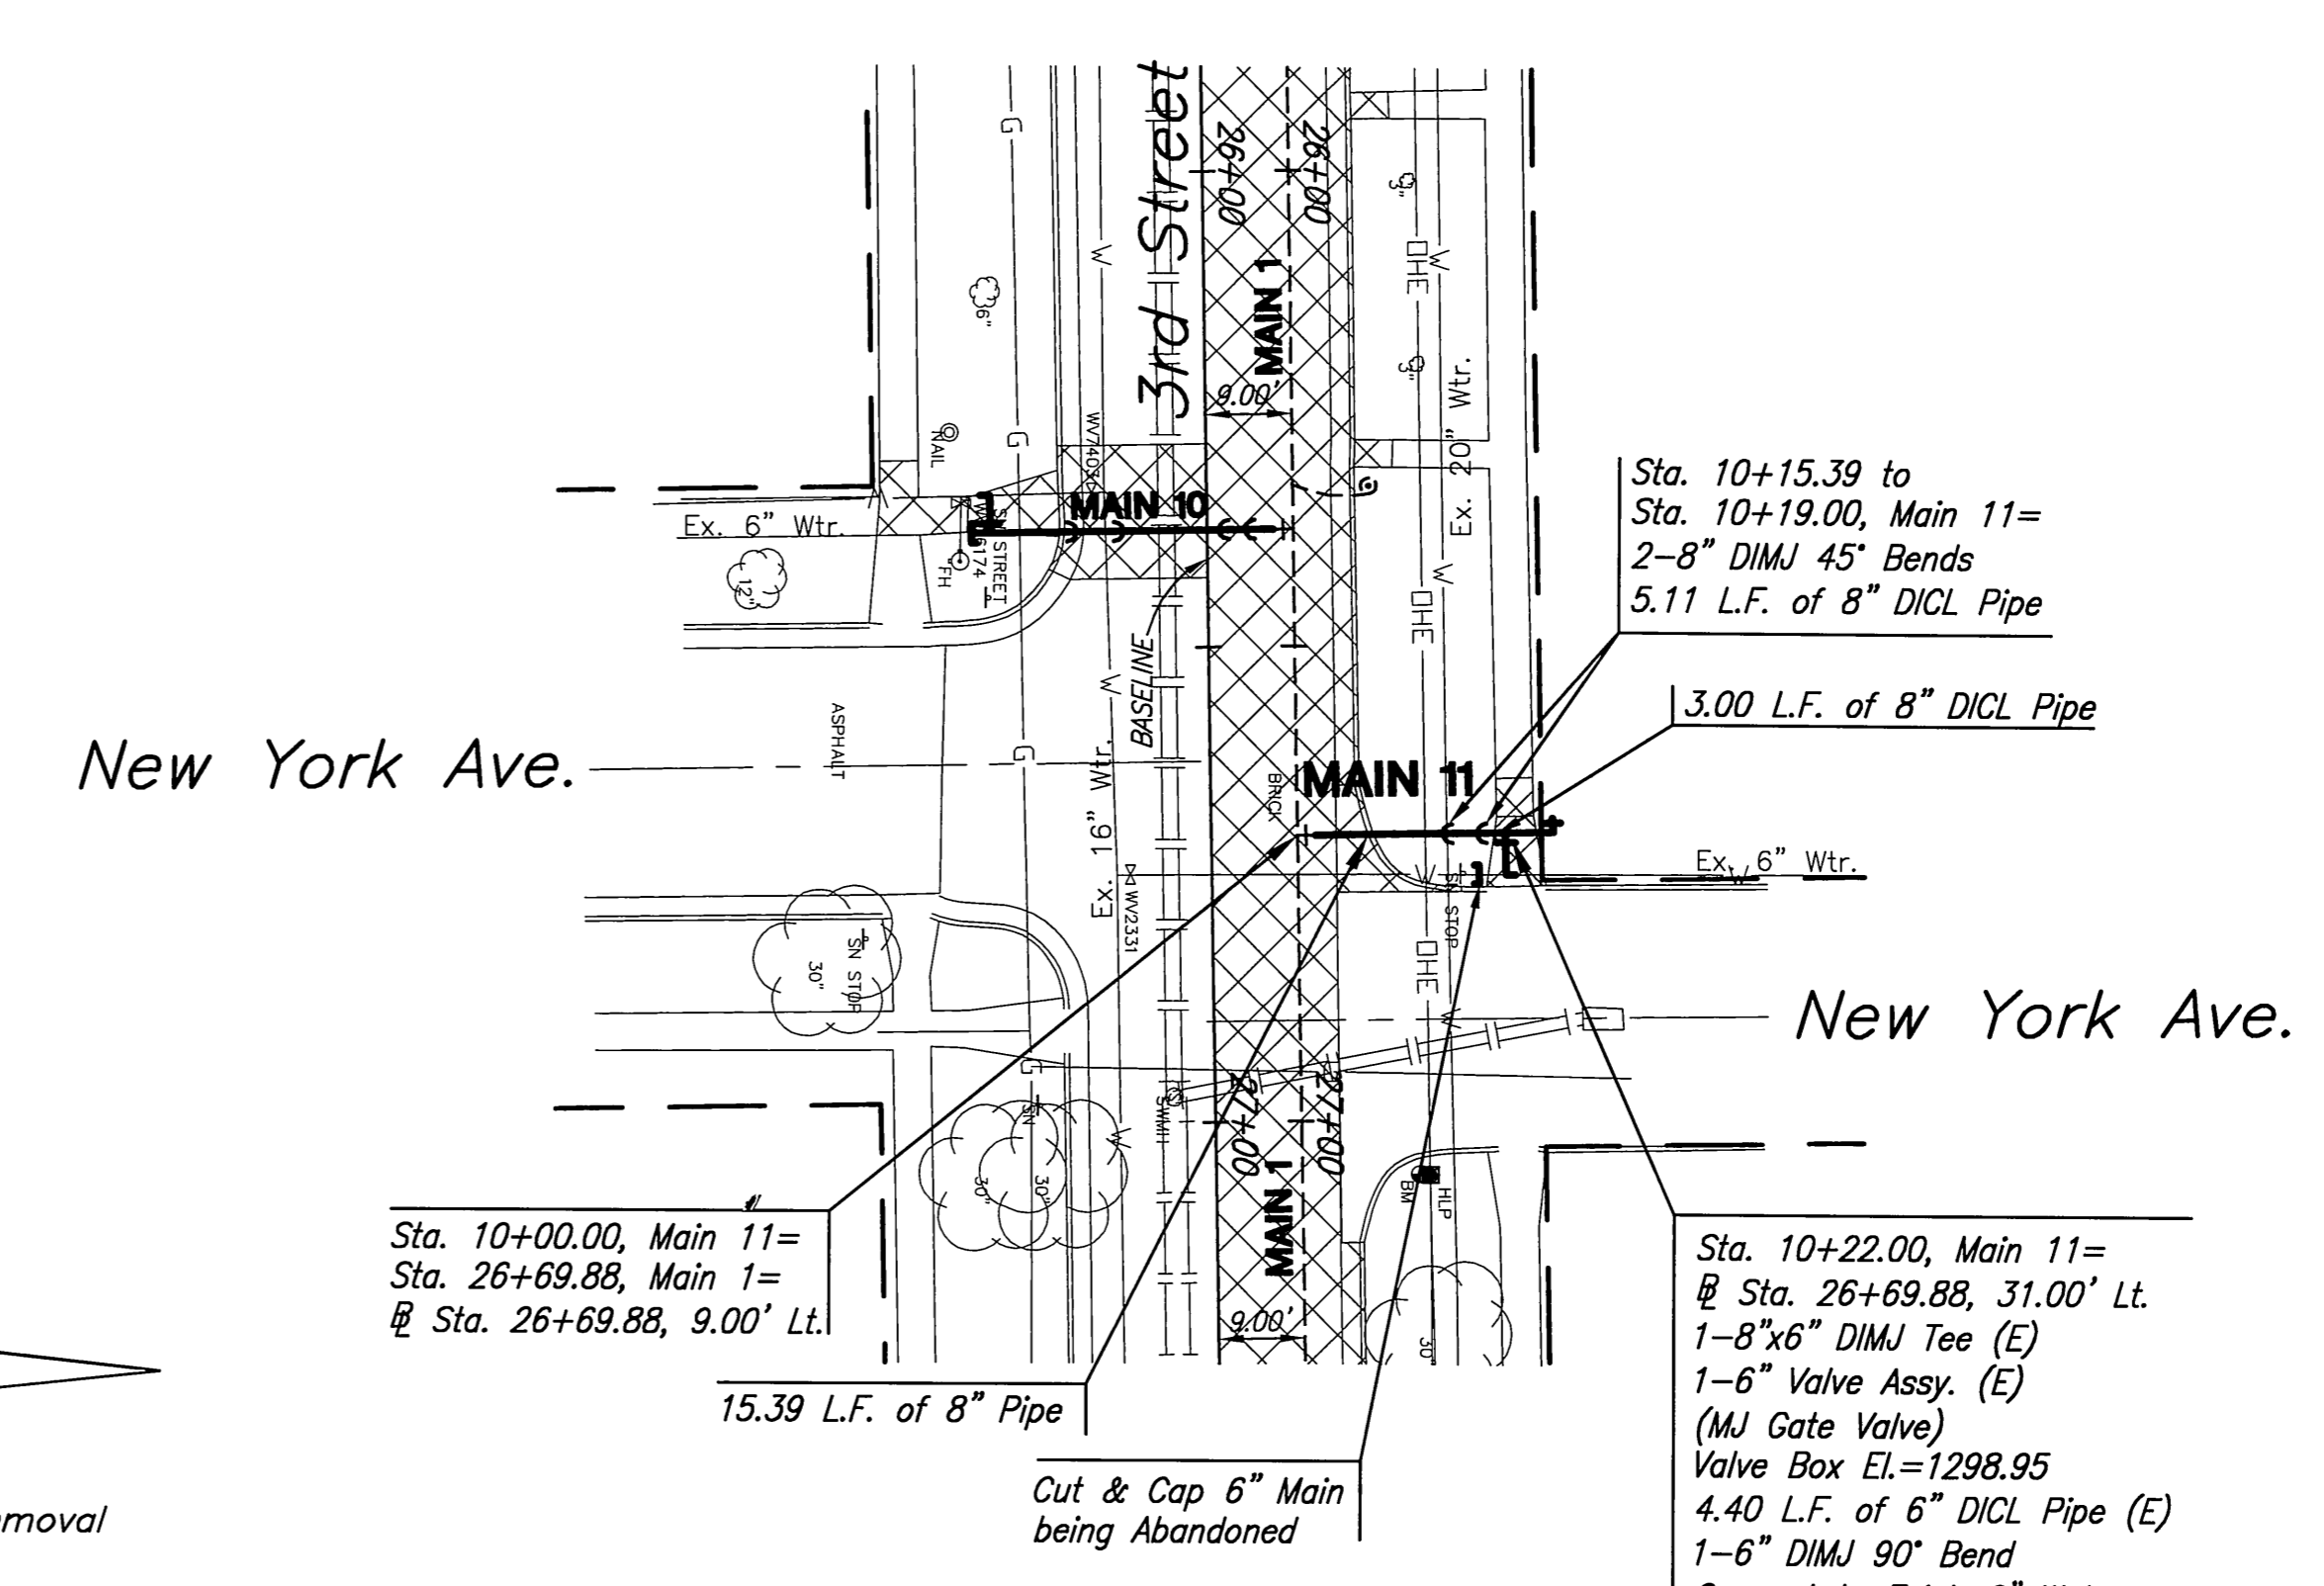 3rd Street
26+00
26+00
G
W
OHE
W
6"
3"
3"
MAIN 1
9.00'
Ex. 20" Wtr.
NAIL
G
WV7403
MAIN 10
Ex. 6" Wtr.
12"
FH
STREET
W
OHE
BASELINE
Sta. 10+15.39 to
Sta. 10+19.00, Main 11=
2-8" DIMJ 45° Bends
5.11 L.F. of 8" DICL Pipe
3.00 L.F. of 8" DICL Pipe
W
New York Ave.
ASPHALT
G
Ex. 16" Wtr.
BRICK
MAIN 11
Ex. 6" Wtr.
W
W
WV2331
SN STOP
SN STOP
30"
OHE
W
New York Ave.
G
SN
30"
30"
W
S
SWMH
27+00
27+00
BM
HLP
MAIN 1
9.00'
30"
Sta. 10+00.00, Main 11=
Sta. 26+69.88, Main 1=
℄ Sta. 26+69.88, 9.00' Lt.
15.39 L.F. of 8" Pipe
Cut & Cap 6" Main
being Abandoned
Sta. 10+22.00, Main 11=
℄ Sta. 26+69.88, 31.00' Lt.
1-8"x6" DIMJ Tee (E)
1-6" Valve Assy. (E)
(MJ Gate Valve)
Valve Box El.=1298.95
4.40 L.F. of 6" DICL Pipe (E)
1-6" DIMJ 90° Bend
moval